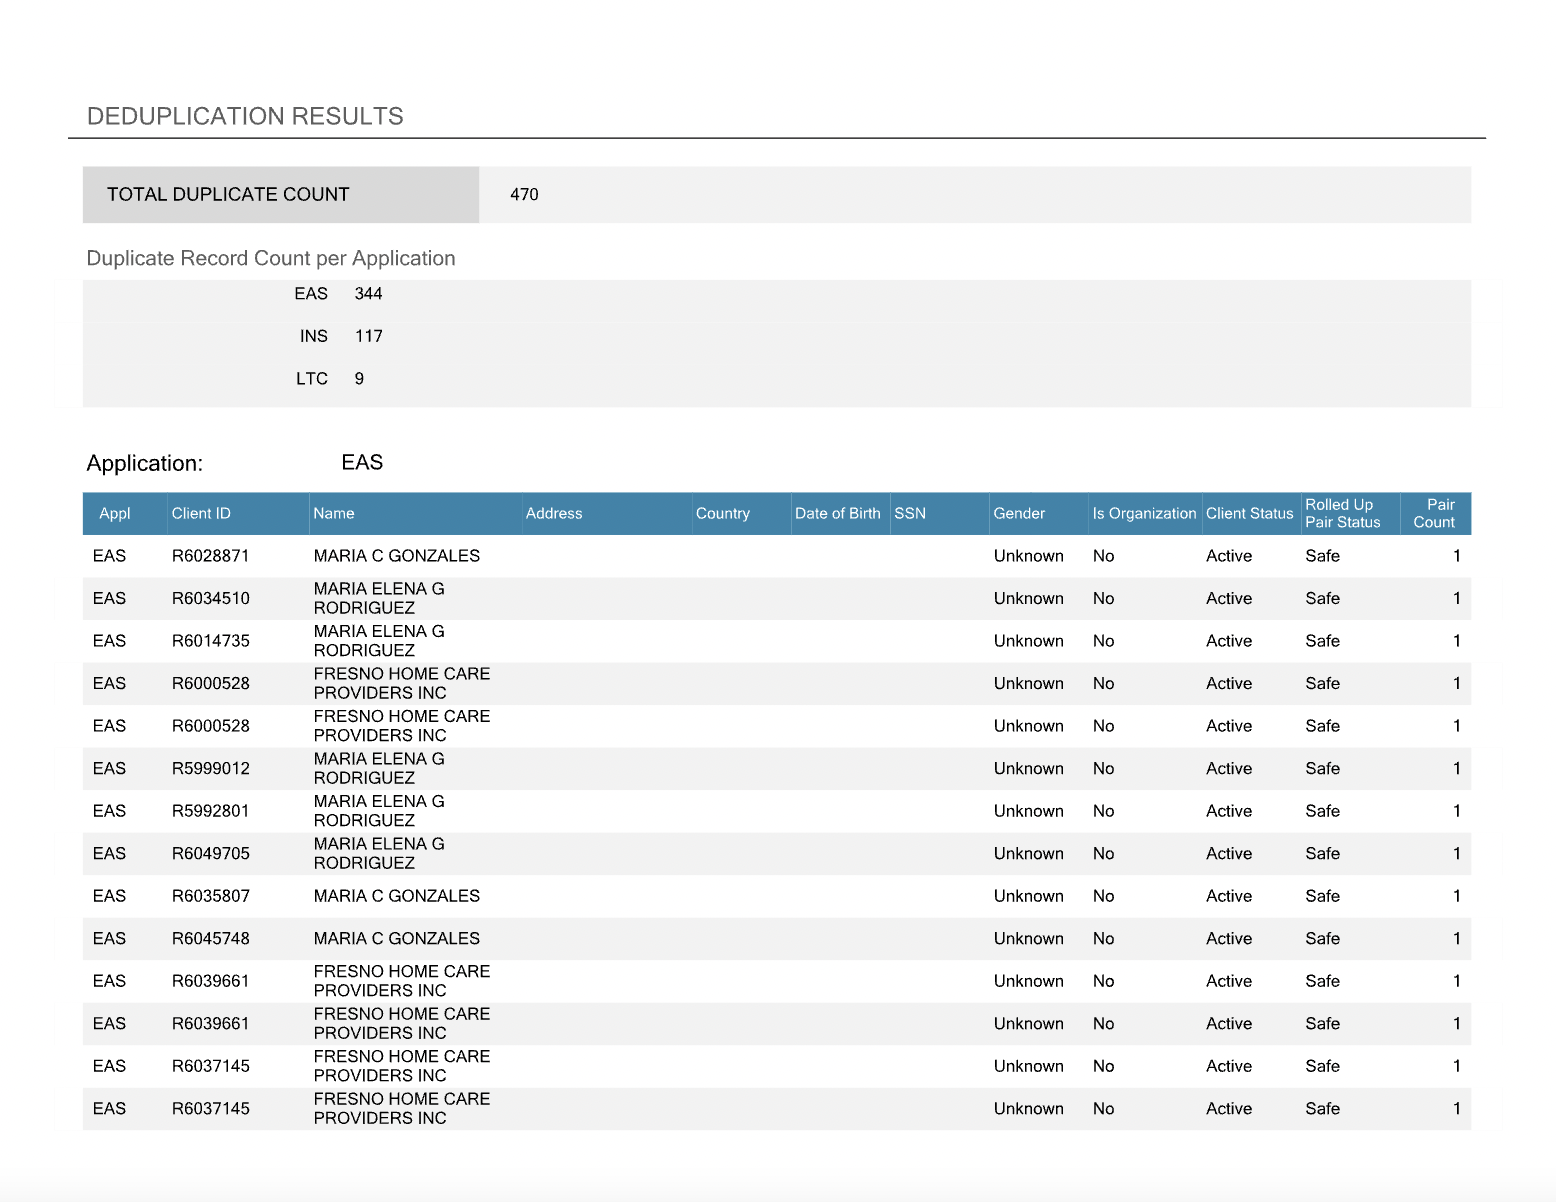 DEDUPLICATION RESULTS
TOTAL DUPLICATE COUNT 470
Duplicate Record Count per Application
EAS 344
INS 117
LTC 9
Application: EAS
Appl Client ID Name Address Country Date of Birth SSN Gender Is Organization Client Status Rolled Up Pair Status Pair Count
EAS R6028871 MARIA C GONZALES Unknown No Active Safe 1
EAS R6034510 MARIA ELENA G RODRIGUEZ Unknown No Active Safe 1
EAS R6014735 MARIA ELENA G RODRIGUEZ Unknown No Active Safe 1
EAS R6000528 FRESNO HOME CARE PROVIDERS INC Unknown No Active Safe 1
EAS R6000528 FRESNO HOME CARE PROVIDERS INC Unknown No Active Safe 1
EAS R5999012 MARIA ELENA G RODRIGUEZ Unknown No Active Safe 1
EAS R5992801 MARIA ELENA G RODRIGUEZ Unknown No Active Safe 1
EAS R6049705 MARIA ELENA G RODRIGUEZ Unknown No Active Safe 1
EAS R6035807 MARIA C GONZALES Unknown No Active Safe 1
EAS R6045748 MARIA C GONZALES Unknown No Active Safe 1
EAS R6039661 FRESNO HOME CARE PROVIDERS INC Unknown No Active Safe 1
EAS R6039661 FRESNO HOME CARE PROVIDERS INC Unknown No Active Safe 1
EAS R6037145 FRESNO HOME CARE PROVIDERS INC Unknown No Active Safe 1
EAS R6037145 FRESNO HOME CARE PROVIDERS INC Unknown No Active Safe 1